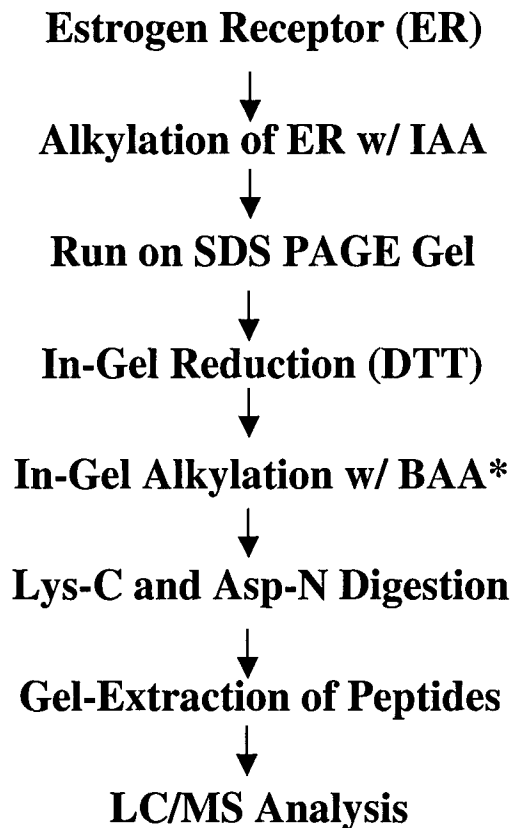 Estrogen Receptor (ER)
Alkylation of ER w/ IAA
Run on SDS PAGE Gel
In-Gel Reduction (DTT)
In-Gel Alkylation w/ BAA*
Lys-C and Asp-N Digestion
Gel-Extraction of Peptides
LC/MS Analysis